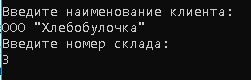 Введите наименование клиента:
ООО "Хлебобулочка"
Введите номер склада:
3